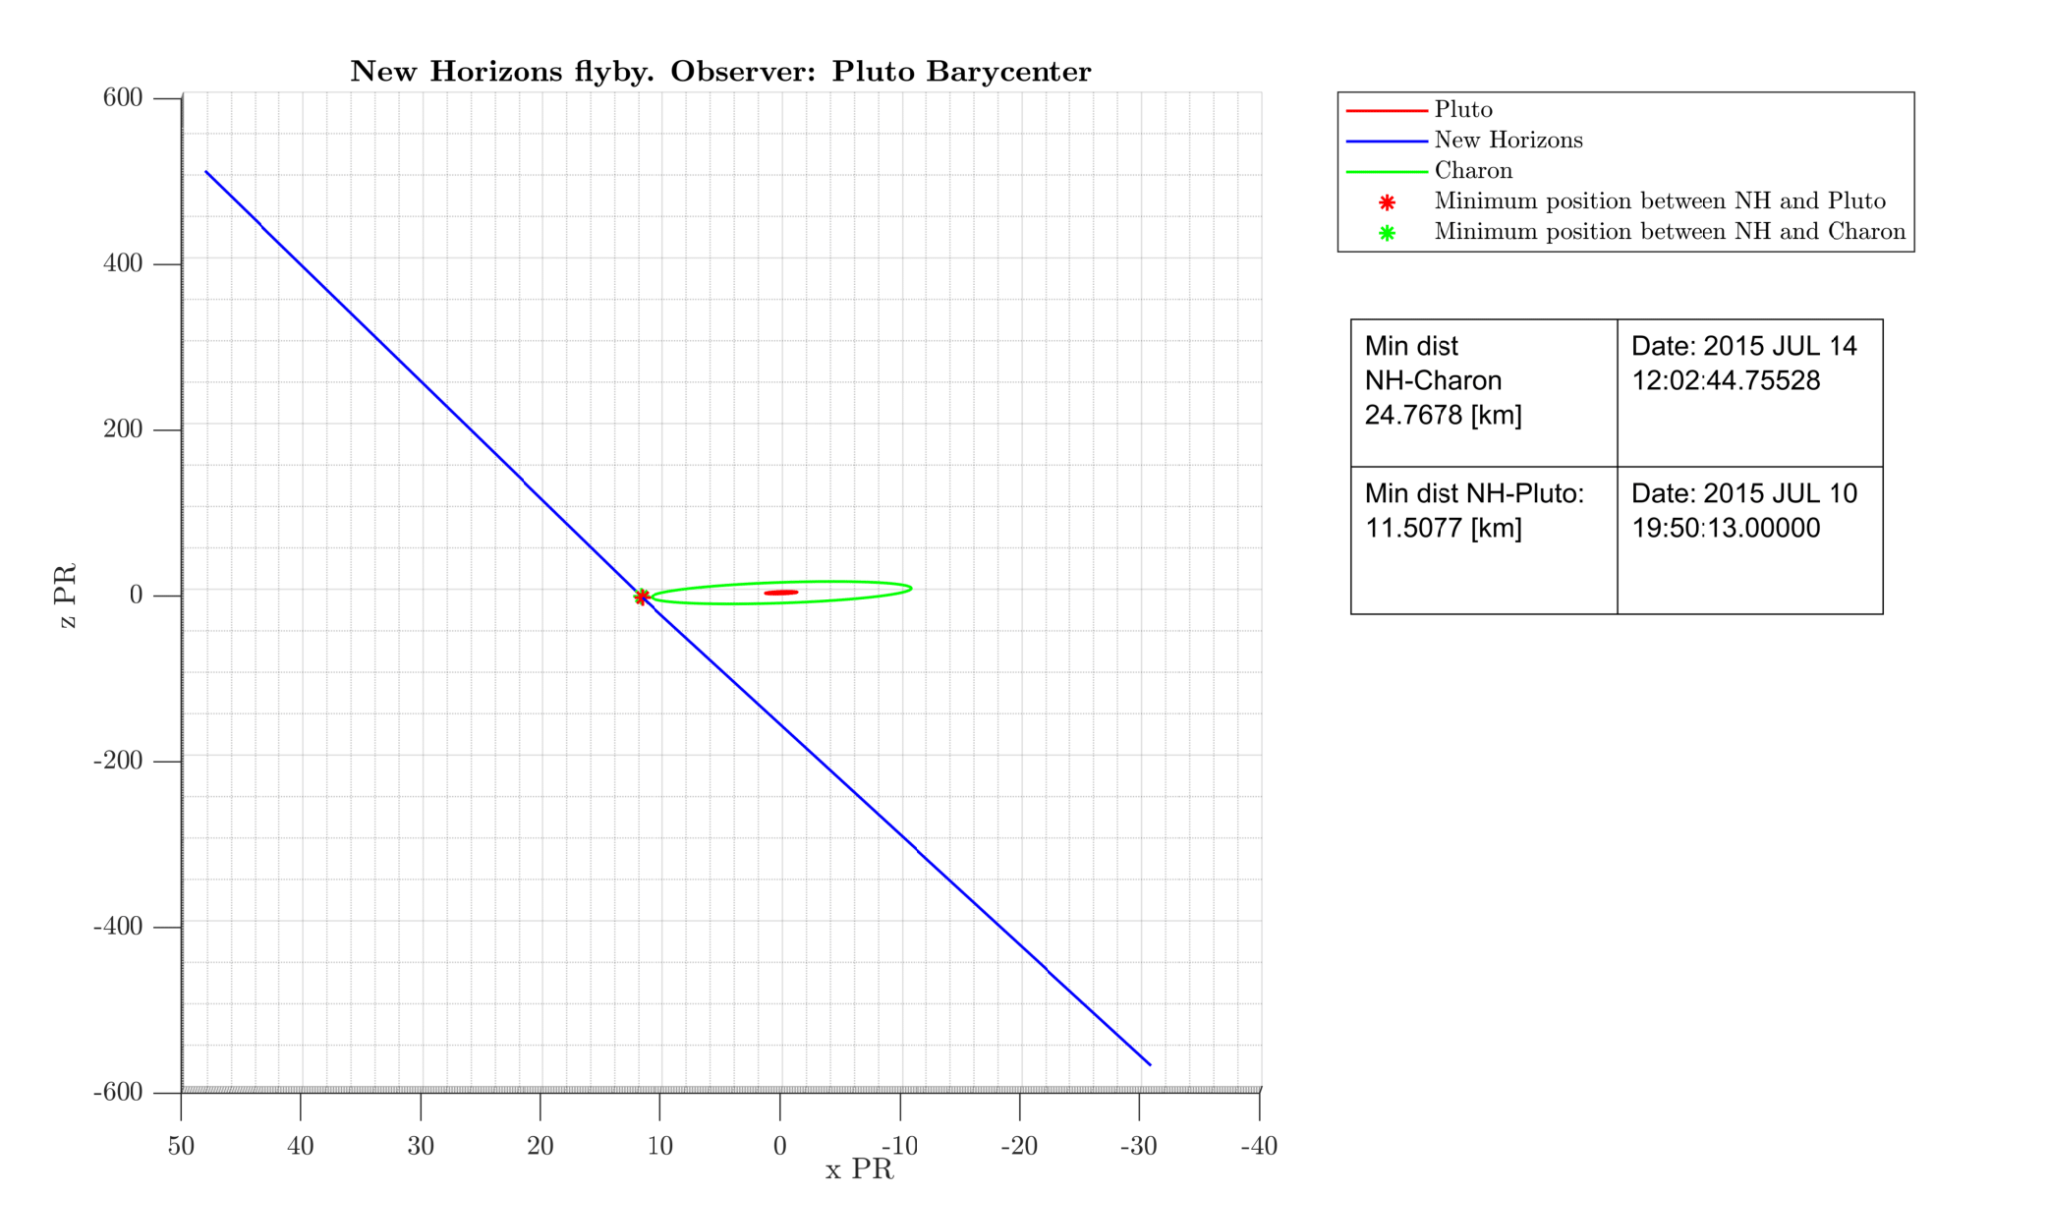 New Horizons flyby. Observer: Pluto Barycenter
600
400
200
0
-200
-400
-600
z PR
50 40 30 20 10 0 -10 -20 -30 -40
x PR
Pluto
New Horizons
Charon
Minimum position between NH and Pluto
Minimum position between NH and Charon
Min dist
NH-Charon
24.7678 [km]
Date: 2015 JUL 14
12:02:44.75528
Min dist NH-Pluto:
11.5077 [km]
Date: 2015 JUL 10
19:50:13.00000